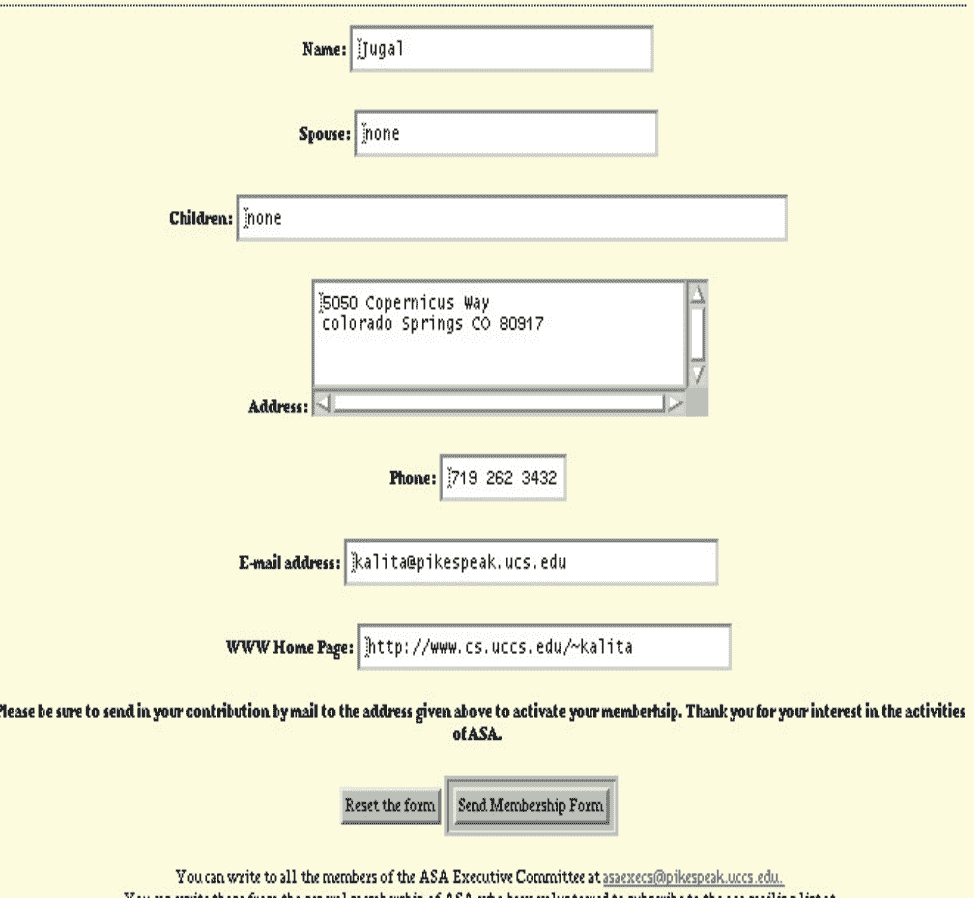 Name: Jugal
Spouse: none
Children: none
5050 Copernicus Way
colorado Springs CO 80917
Address:
Phone: 719 262 3432
E-mail address: kalita@pikespeak.ucs.edu
WWW Home Page: http://www.cs.uccs.edu/~kalita
Please be sure to send in your contribution by mail to the address given above to activate your memberhsip. Thank you for your interest in the activities
of ASA.
Reset the form Send Membership Form
You can write to all the members of the ASA Executive Committee at asaexecs@pikespeak.uccs.edu.